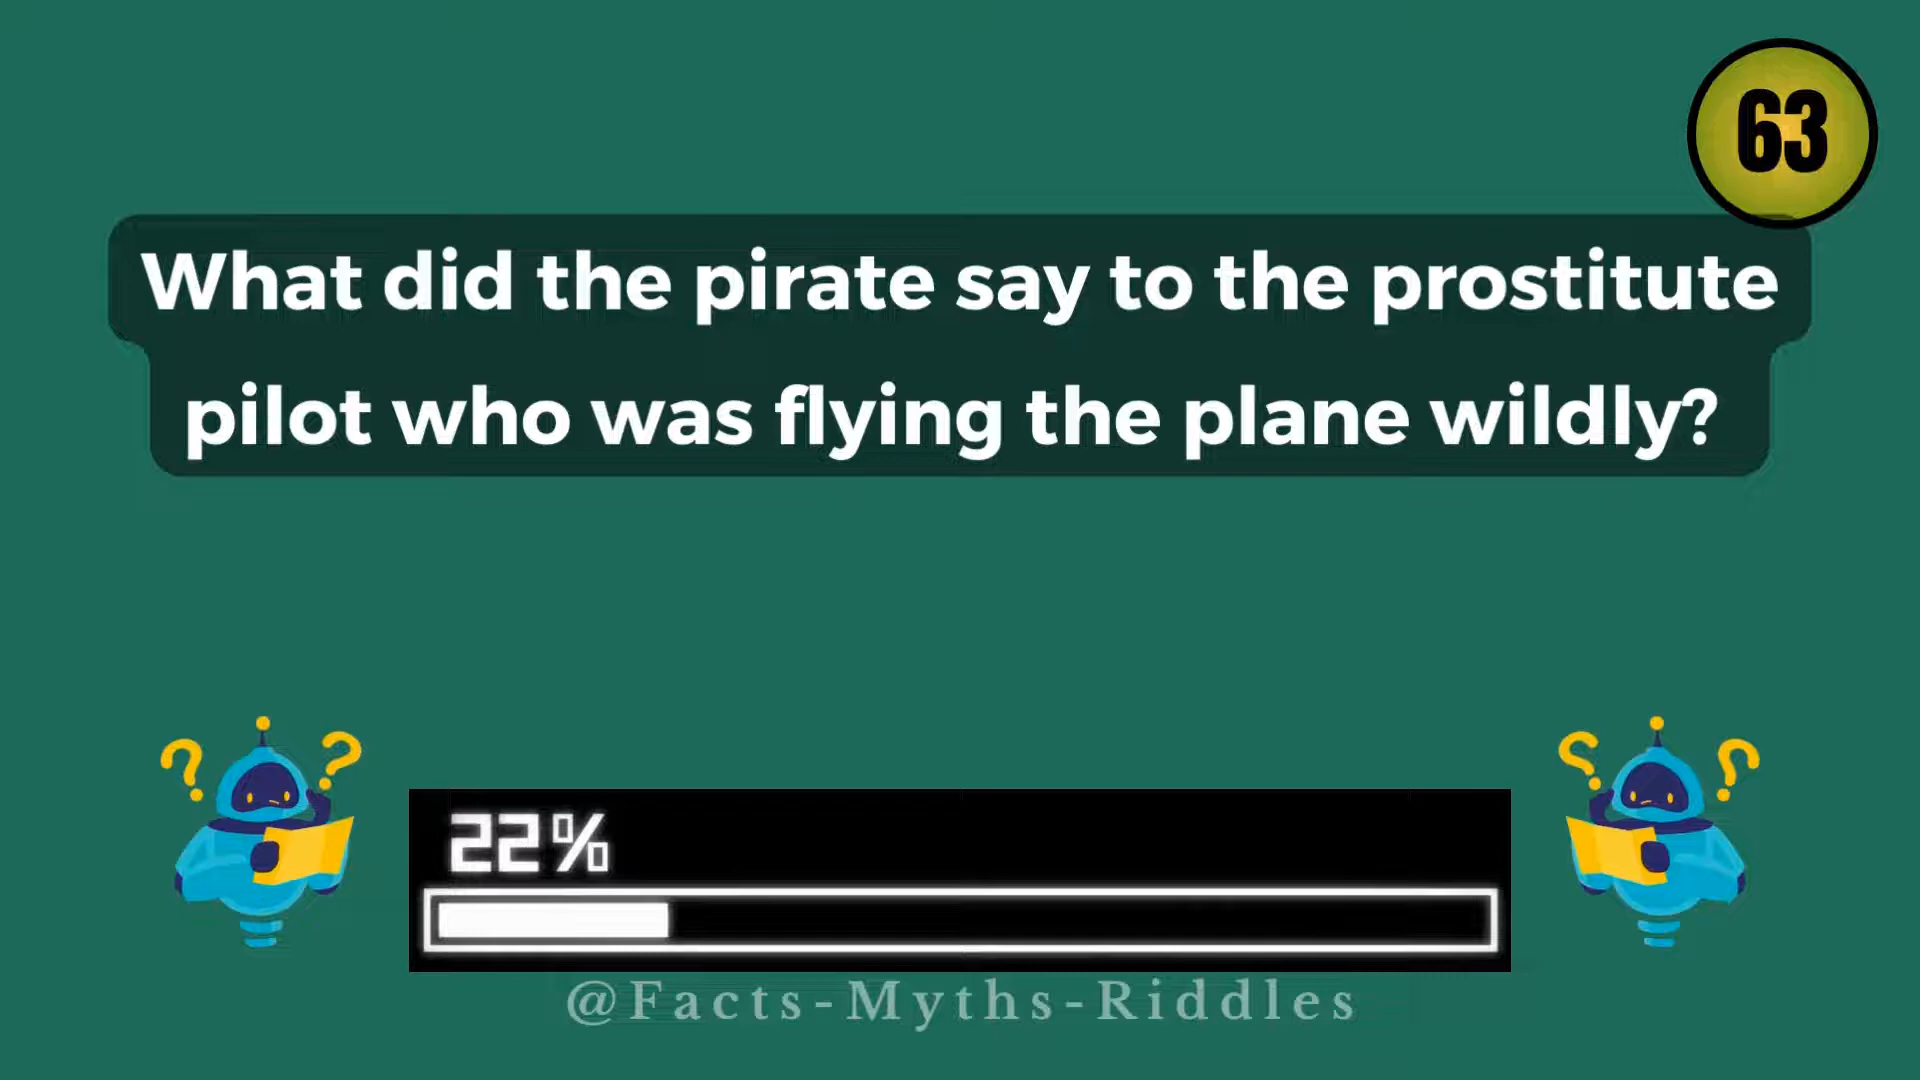 63
What did the pirate say to the prostitute
pilot who was flying the plane wildly?
22%
@Facts-Myths-Riddles